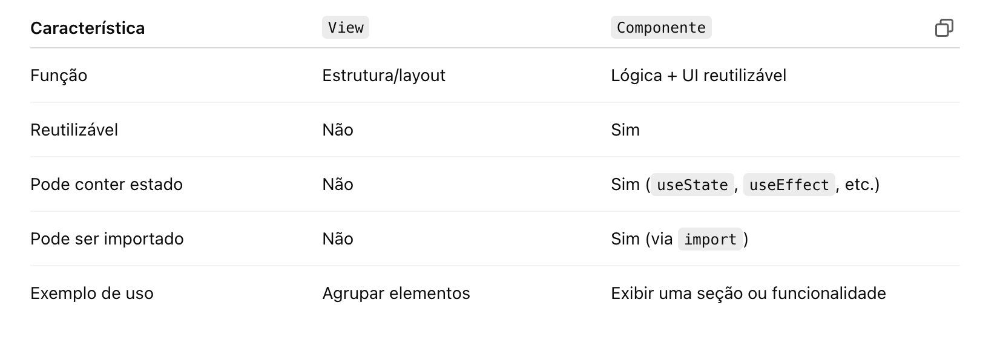 Característica View Componente
Função Estrutura/layout Lógica + UI reutilizável
Reutilizável Não Sim
Pode conter estado Não Sim (useState, useEffect, etc.)
Pode ser importado Não Sim (via import)
Exemplo de uso Agrupar elementos Exibir uma seção ou funcionalidade